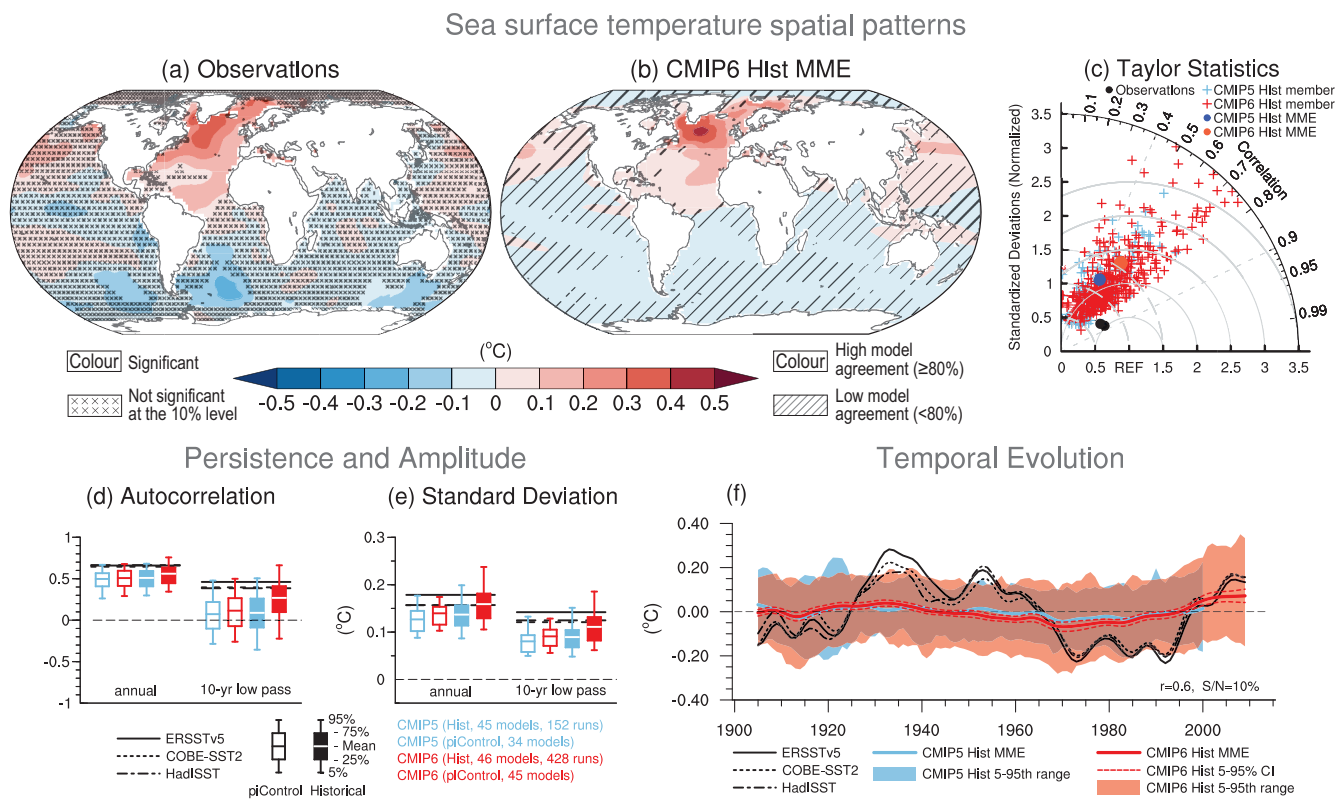 Sea surface temperature spatial patterns
(a) Observations
(b) CMIP6 HIst MME
(c) Taylor Statistics
Observations
CMIP5 HIst member
CMIP6 HIst member
CMIP5 HIst MME
CMIP6 HIst MME
Standardized Deviations (Normalized)
3.5
3
2.5
2
1.5
1.0
0.5
0
0.1
0.2
0.3
0.4
0.5
0.6
0.7
0.8
0.9
0.95
0.99
Correlation
0 0.5 REF 1.5 2 2.5 3 3.5
Colour Significant
Not significant
at the 10% level
(°C)
-0.5 -0.4 -0.3 -0.2 -0.1 0 0.1 0.2 0.3 0.4 0.5
Colour High model
agreement (≥80%)
Low model
agreement (<80%)
Persistence and Amplitude
(d) Autocorrelation
1
0.5
0
-0.5
-1
annual 10-yr low pass
(e) Standard Deviation
(°C)
0.3
0.2
0.1
0
annual 10-yr low pass
ERSSTv5
COBE-SST2
HadISST
95%
75%
Mean
25%
5%
piControl Historical
CMIP5 (Hist, 45 models, 152 runs)
CMIP5 (piControl, 34 models)
CMIP6 (Hist, 46 models, 428 runs)
CMIP6 (pIControl, 45 models)
Temporal Evolution
(f)
(°C)
0.40
0.20
0.00
-0.20
-0.40
r=0.6, S/N=10%
1900 1920 1940 1960 1980 2000
ERSSTv5
COBE-SST2
HadISST
CMIP5 Hist MME
CMIP5 Hist 5-95th range
CMIP6 Hist MME
CMIP6 Hist 5-95% CI
CMIP6 Hist 5-95th range